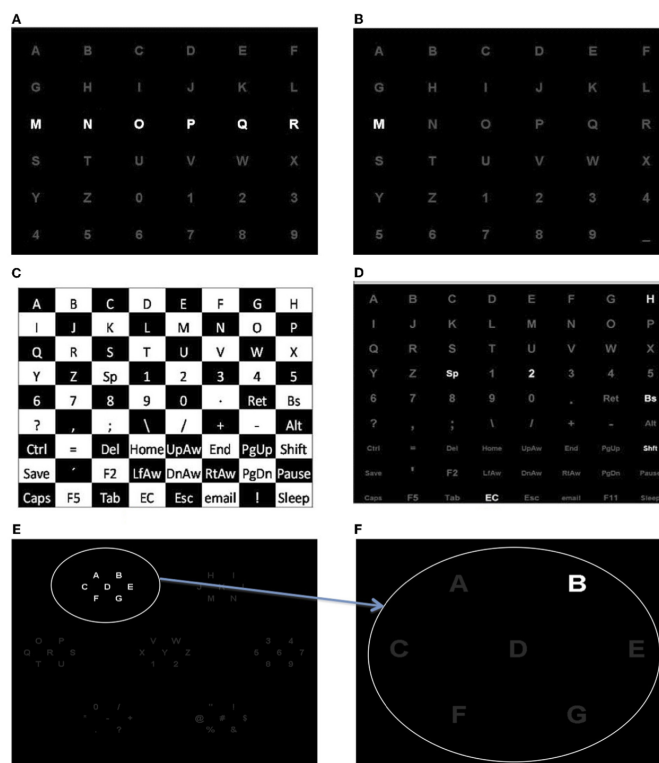 A
A B C D E F
G H I J K L
M N O P Q R
S T U V W X
Y Z 0 1 2 3
4 5 6 7 8 9
B
A B C D E F
G H I J K L
M N O P Q R
S T U V W X
Y Z 1 2 3 4
5 6 7 8 9 _
C
A B C D E F G H
I J K L M N O P
Q R S T U V W X
Y Z Sp 1 2 3 4 5
6 7 8 9 0 . Ret Bs
? , ; \ / + - Alt
Ctrl = Del Home UpAw End PgUp Shift
Save ´ F2 LfAw DnAw RtAw PgDn Pause
Caps F5 Tab EC Esc email ! Sleep
D
A B C D E F G H
I J K L M N O P
Q R S T U V W X
Y Z Sp 1 2 3 4 5
6 7 8 9 0 . Ret Bs
? , ; \ / + - Alt
Ctrl = Del Home UpAw End PgUp Shft
Save ' F2 LfAw DnAw RtAw PgDn Pause
Caps F5 Tab EC Esc email F11 Sleep
E
A B
C D E
F G
H I
J K
M N
O P
Q R S
T U
V W
X Y Z
1 2
3 4
5 6 7
8 9
0 /
* - +
. ?
" !
@ # $
% &
F
A B
C D E
F G